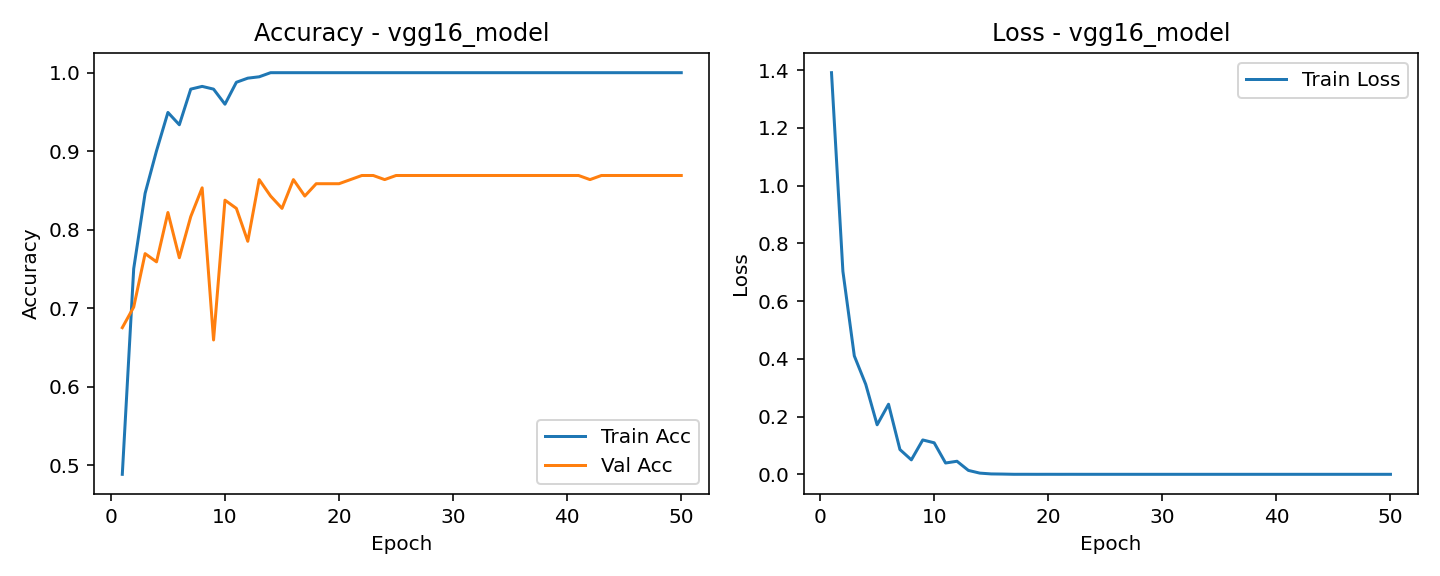 Accuracy - vgg16_model
1.0
0.9
0.8
0.7
0.6
0.5
Accuracy
0 10 20 30 40 50
Epoch
Train Acc
Val Acc
Loss - vgg16_model
1.4
1.2
1.0
0.8
0.6
0.4
0.2
0.0
Loss
0 10 20 30 40 50
Epoch
Train Loss